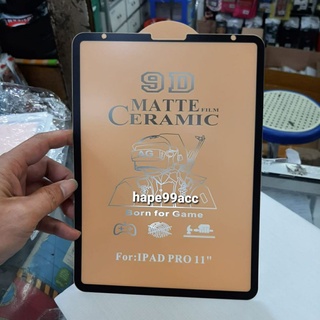 9D
MATTE FILM
CERAMIC
hape99acc
Born for Game
For:IPAD PRO 11"